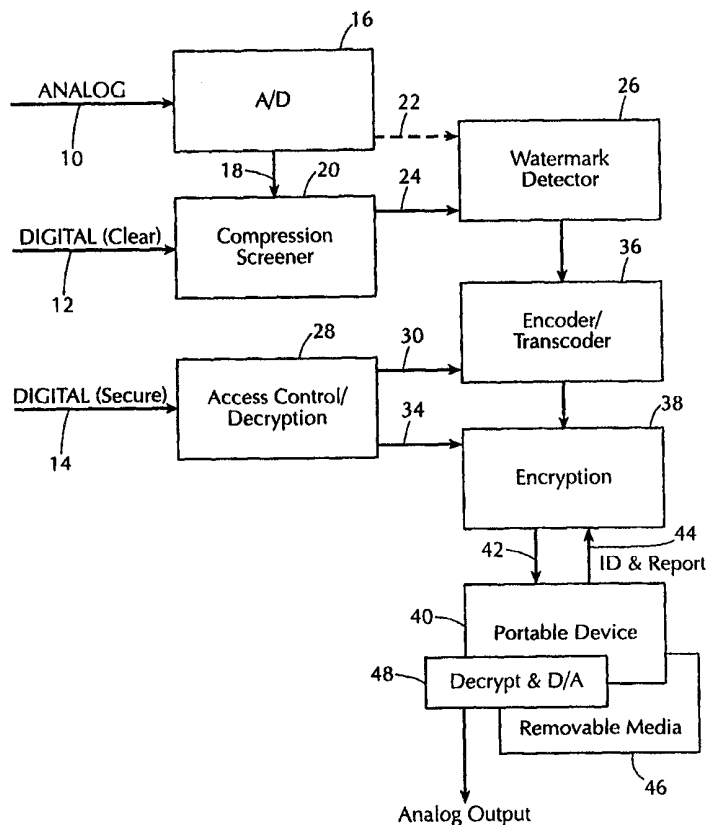 16
ANALOG
A/D
10
22
26
Watermark
Detector
18
20
24
DIGITAL (Clear)
Compression
Screener
12
36
Encoder/
Transcoder
28
30
DIGITAL (Secure)
Access Control/
Decryption
34
38
14
Encryption
42
44
ID & Report
40
Portable Device
48
Decrypt & D/A
Removable Media
46
Analog Output